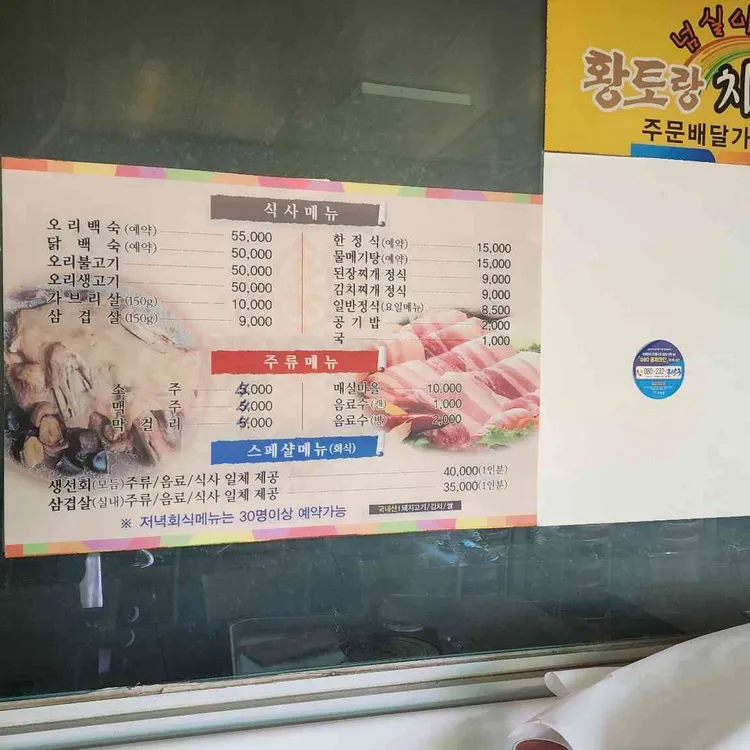 넘실
황토랑
주문배달가
식사메뉴
오리백숙(예약) 55,000
닭백숙(예약) 50,000
오리불고기 50,000
오리생고기 50,000
가브리살(150g) 10,000
삼겹살(150g) 9,000
한정식(예약) 15,000
물메기탕(예약) 15,000
된장찌개 정식 9,000
김치찌개 정식 9,000
일반정식(요일메뉴) 8,500
공기밥 2,000
국 1,000
주류메뉴
소주 5,000
맥주 5,000
막걸리 5,000
매실마을 10,000
음료수(캔) 1,000
음료수(병) 2,000
스페샬메뉴(회식)
생선회(모듬)주류/음료/식사 일체 제공 40,000(1인분)
삼겹살(실내)주류/음료/식사 일체 제공 35,000(1인분)
※ 저녁회식메뉴는 30명이상 예약가능
국내산! 돼지고기/김치/쌀
080-232-